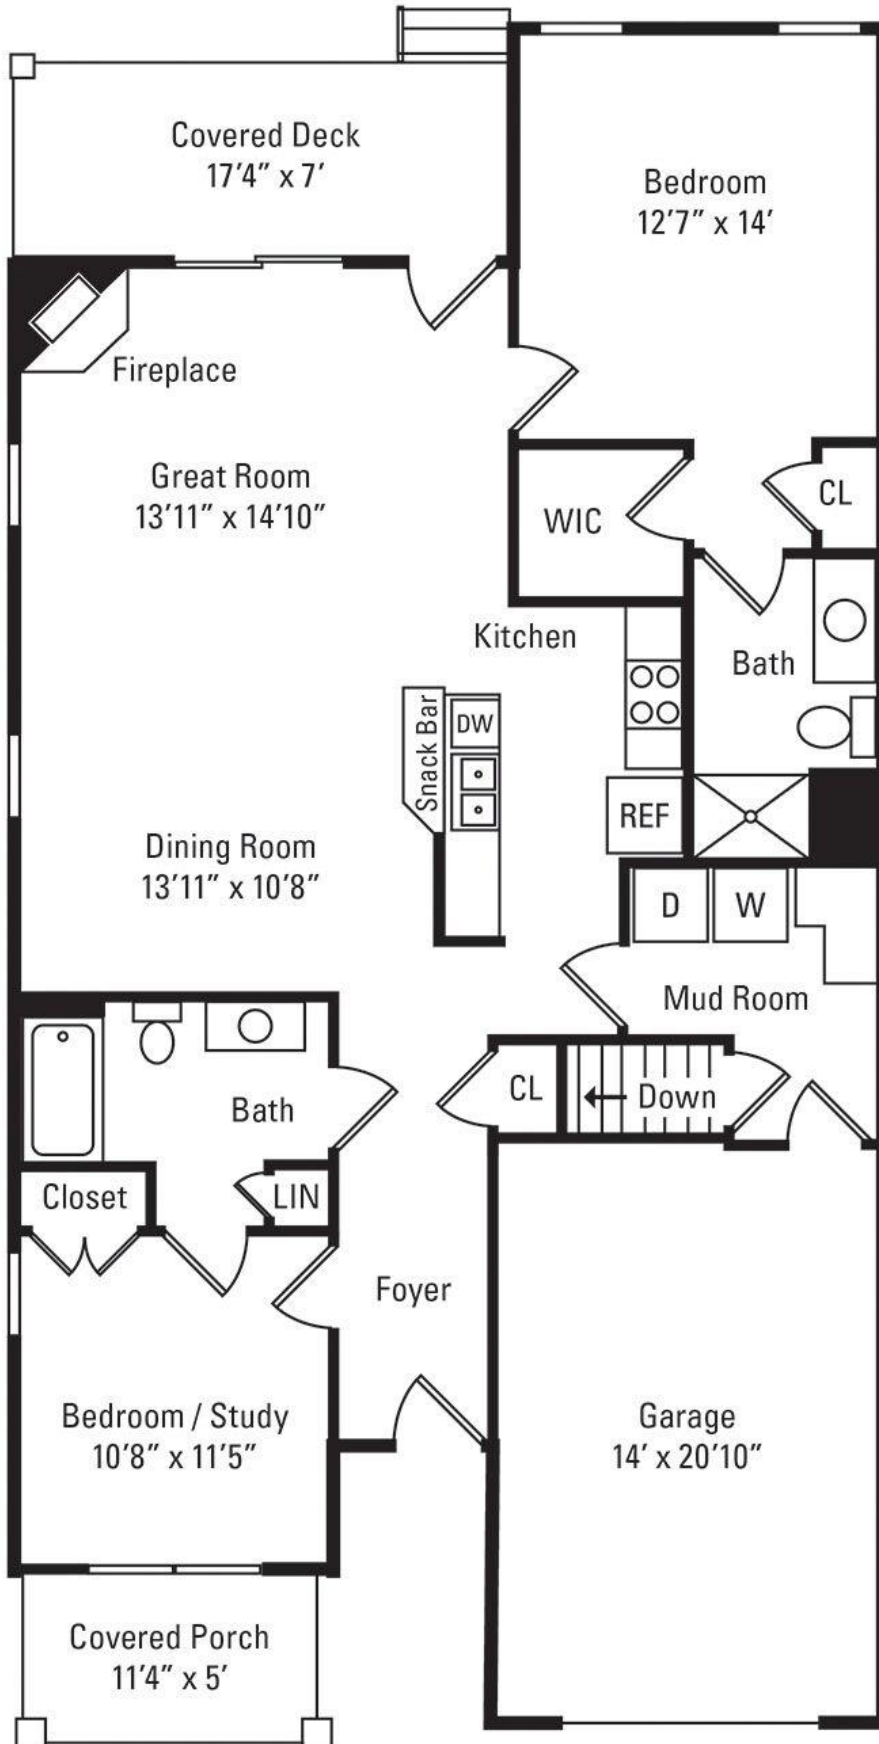 Covered Deck
17'4” x 7'
Bedroom
12'7” x 14'
Fireplace
Great Room
13'11” x 14'10”
WIC
CL
Kitchen
Bath
Snack Bar
DW
REF
Dining Room
13'11” x 10'8”
D
W
Mud Room
Bath
CL
Down
Closet
LIN
Foyer
Bedroom / Study
10'8” x 11'5”
Garage
14' x 20'10”
Covered Porch
11'4” x 5'